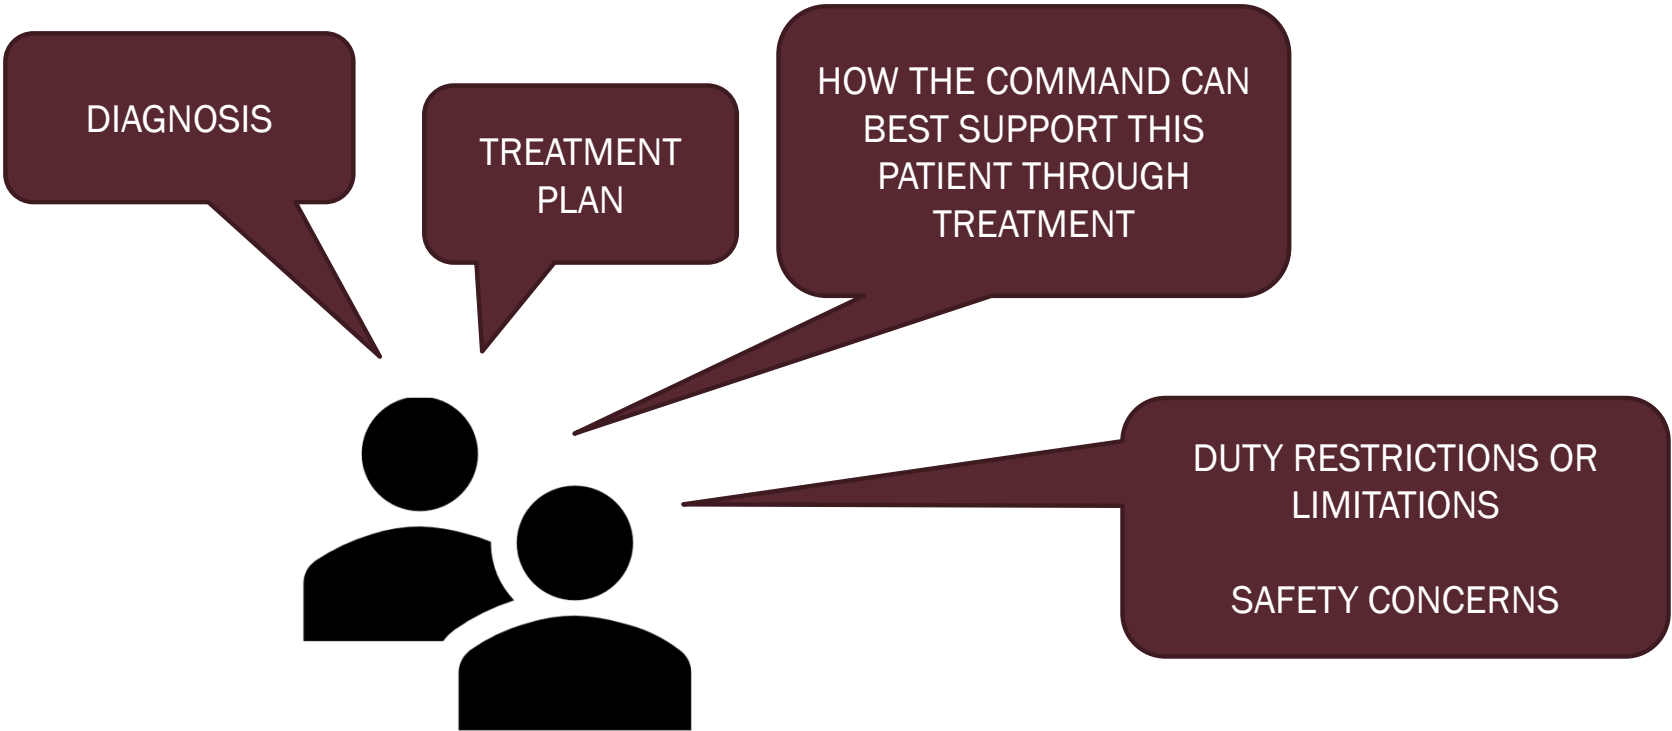 DIAGNOSIS
TREATMENT
PLAN
HOW THE COMMAND CAN
BEST SUPPORT THIS
PATIENT THROUGH
TREATMENT
DUTY RESTRICTIONS OR
LIMITATIONS
SAFETY CONCERNS